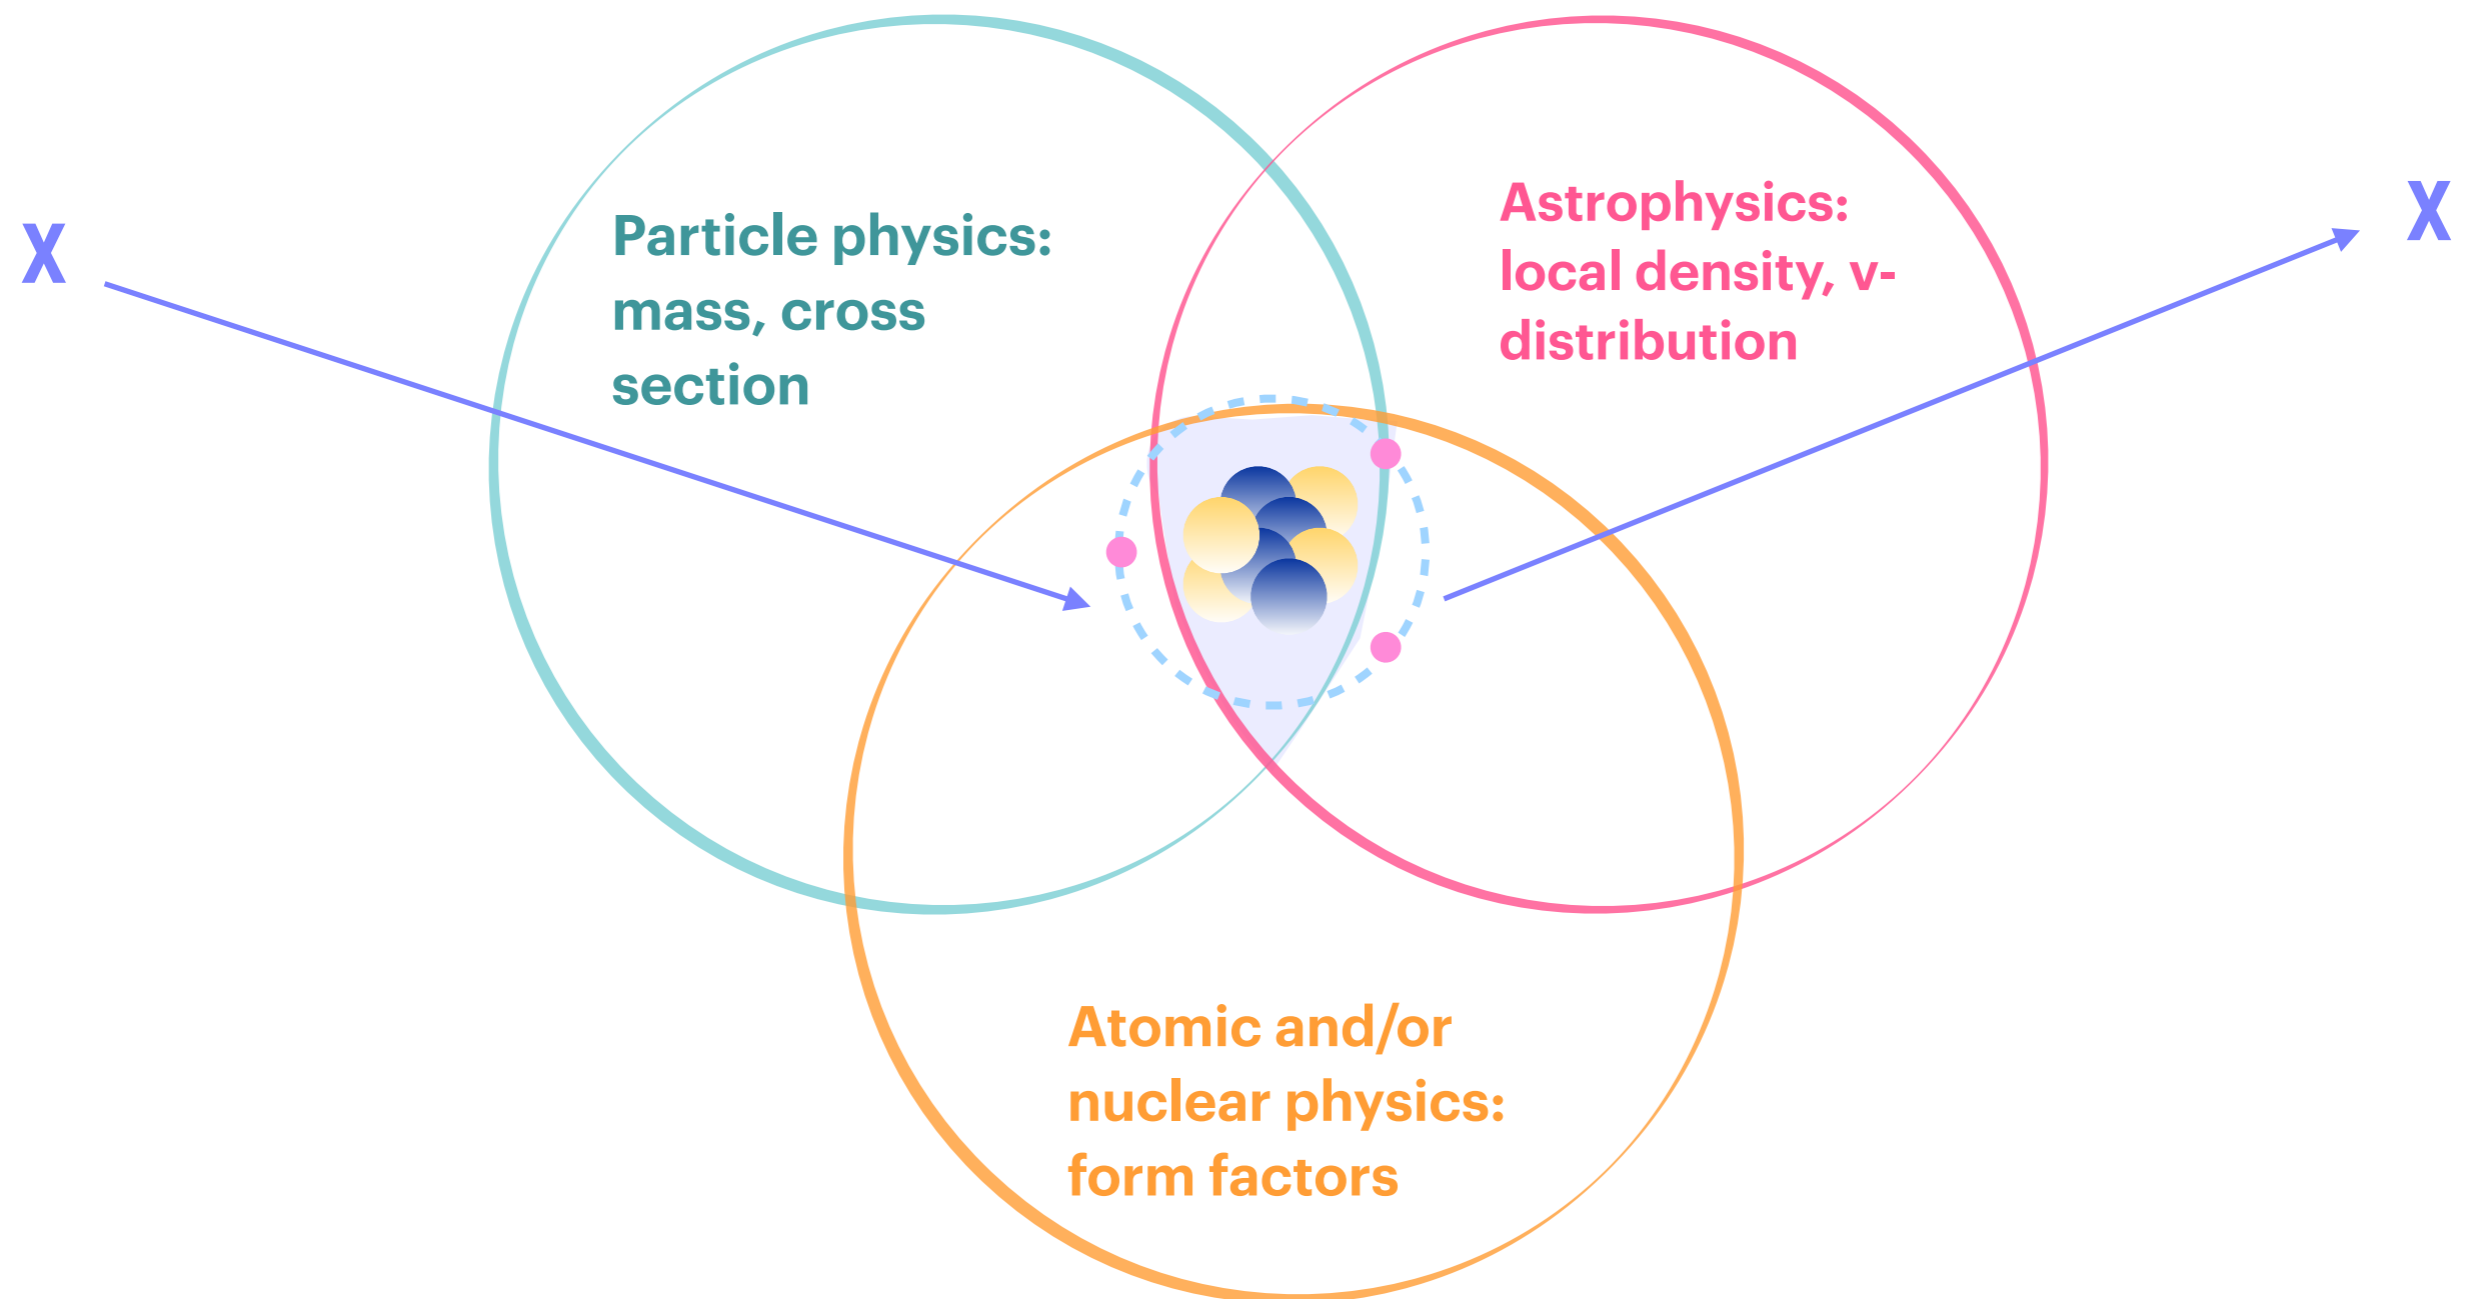 X
Particle physics:
mass, cross
section
Astrophysics:
local density, v-
distribution
X
Atomic and/or
nuclear physics:
form factors